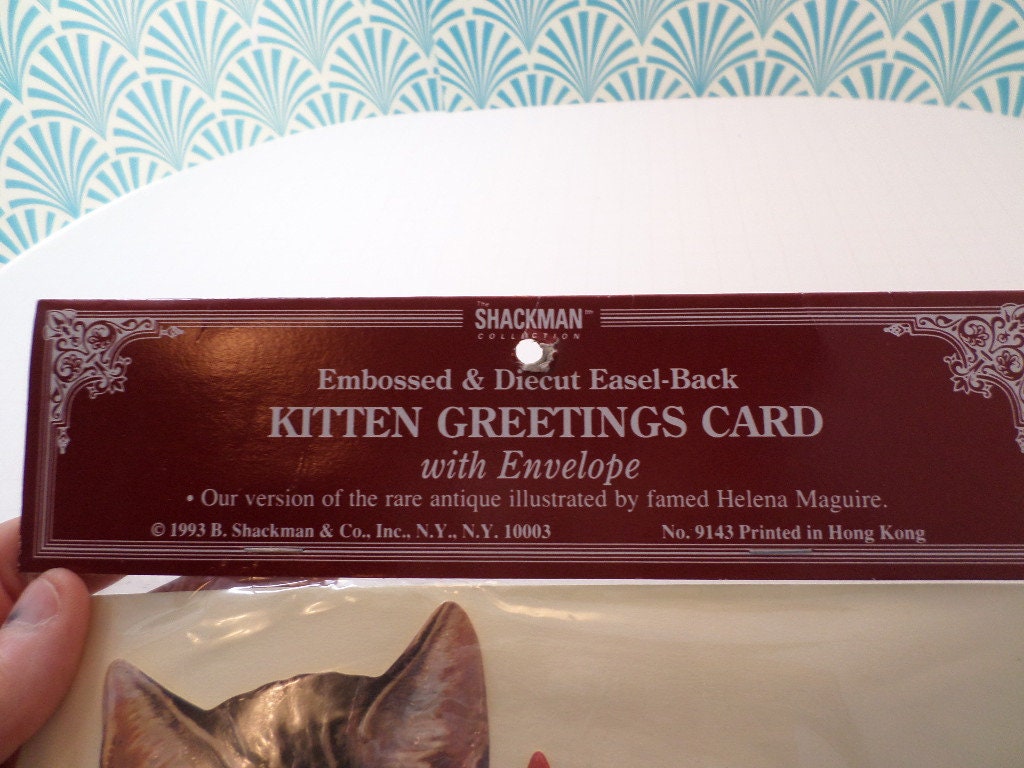 The
SHACKMAN
COLLECTION
Embossed & Diecut Easel-Back
KITTEN GREETINGS CARD
with Envelope
• Our version of the rare antique illustrated by famed Helena Maguire.
© 1993 B. Shackman & Co., Inc., N.Y., N.Y. 10003 No. 9143 Printed in Hong Kong